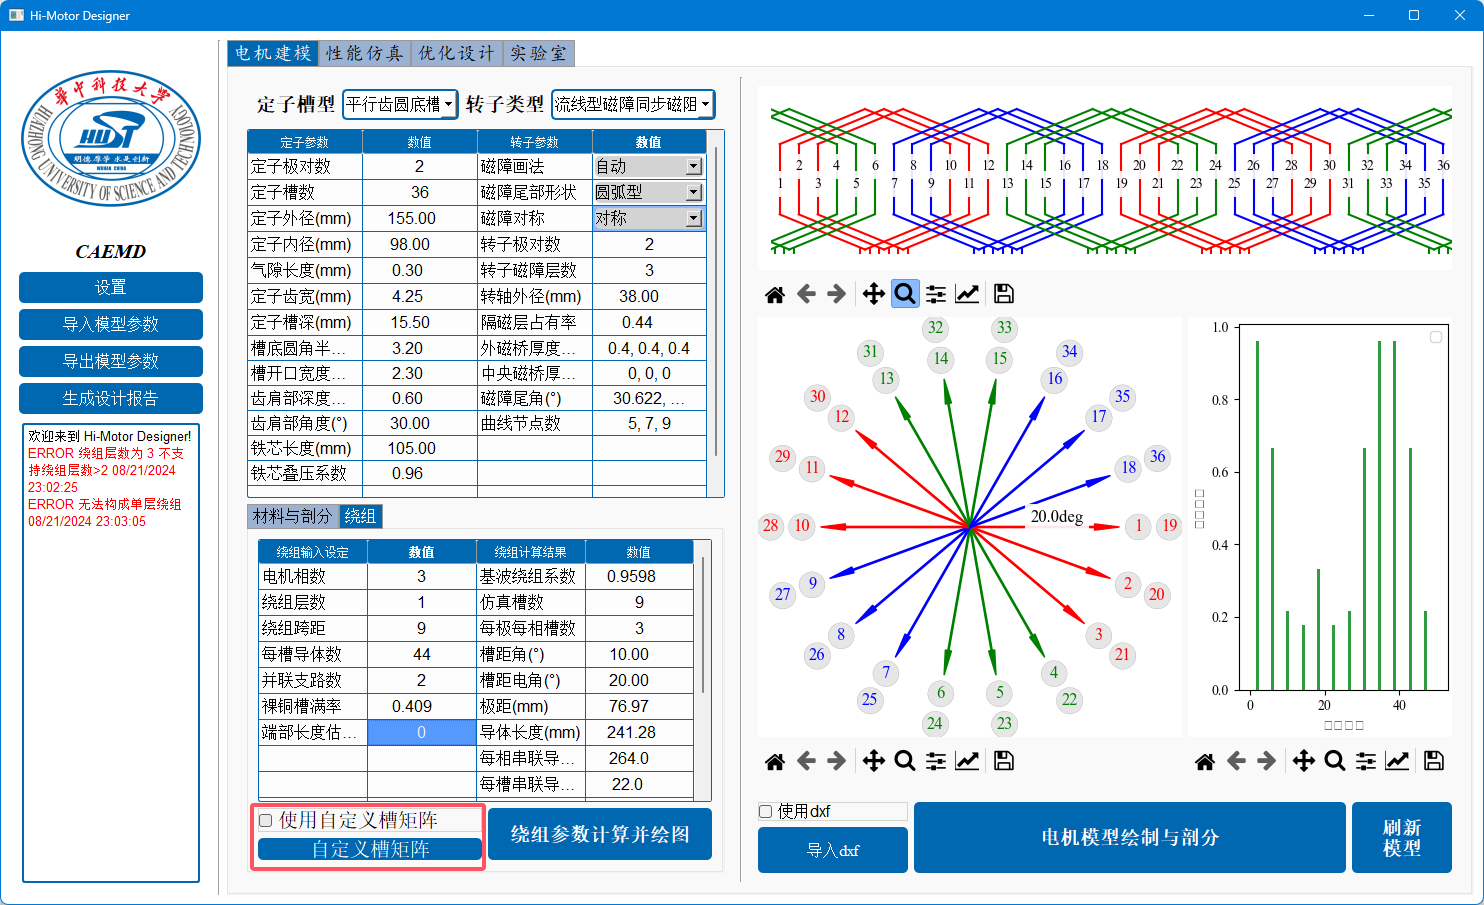 Hi-Motor Designer
華中科技大学
HUAZHONG UNIVERSITY OF SCIENCE AND TECHNOLOGY
HUST
明德 厚学 求是 创新
WUHAN CHINA
CAEMD
设置
导入模型参数
导出模型参数
生成设计报告
欢迎来到 Hi-Motor Designer!
ERROR 绕组层数为 3 不支
持绕组层数>2 08/21/2024
23:02:25
ERROR 无法构成单层绕组
08/21/2024 23:03:05
电机建模 性能仿真 优化设计 实验室
定子槽型 平行齿圆底槽 转子类型 流线型磁障同步磁阻
定子参数 数值 转子参数 数值
定子极对数 2 磁障画法 自动
定子槽数 36 磁障尾部形状 圆弧型
定子外径(mm) 155.00 磁障对称 对称
定子内径(mm) 98.00 转子极对数 2
气隙长度(mm) 0.30 转子磁障层数 3
定子齿宽(mm) 4.25 转轴外径(mm) 38.00
定子槽深(mm) 15.50 隔磁层占有率 0.44
槽底圆角半... 3.20 外磁桥厚度... 0.4, 0.4, 0.4
槽开口宽度... 2.30 中央磁桥厚... 0, 0, 0
齿肩部深度... 0.60 磁障尾角(°) 30.622, ...
齿肩部角度(°) 30.00 曲线节点数 5, 7, 9
铁芯长度(mm) 105.00
铁芯叠压系数 0.96
材料与剖分 绕组
绕组输入设定 数值 绕组计算结果 数值
电机相数 3 基波绕组系数 0.9598
绕组层数 1 仿真槽数 9
绕组跨距 9 每极每相槽数 3
每槽导体数 44 槽距角(°) 10.00
并联支路数 2 槽距电角(°) 20.00
裸铜槽满率 0.409 极距(mm) 76.97
端部长度估... 0 导体长度(mm) 241.28
每相串联导... 264.0
每槽串联导... 22.0
使用自定义槽矩阵
自定义槽矩阵
绕组参数计算并绘图
2 4 6 8 10 12 14 16 18 20 22 24 26 28 30 32 34 36
1 3 5 7 9 11 13 15 17 19 21 23 25 27 29 31 33 35
32 33
31 14 15 34
13 16
30 12 17 35
29 11 18 36
28 10 20.0deg 1 19
27 9 2 20
26 8 3 21
7 4
25 6 5 22
24 23
1.0
0.8
0.6
0.4
0.2
0.0
0 20 40
使用dxf
导入dxf
电机模型绘制与剖分
刷新
模型